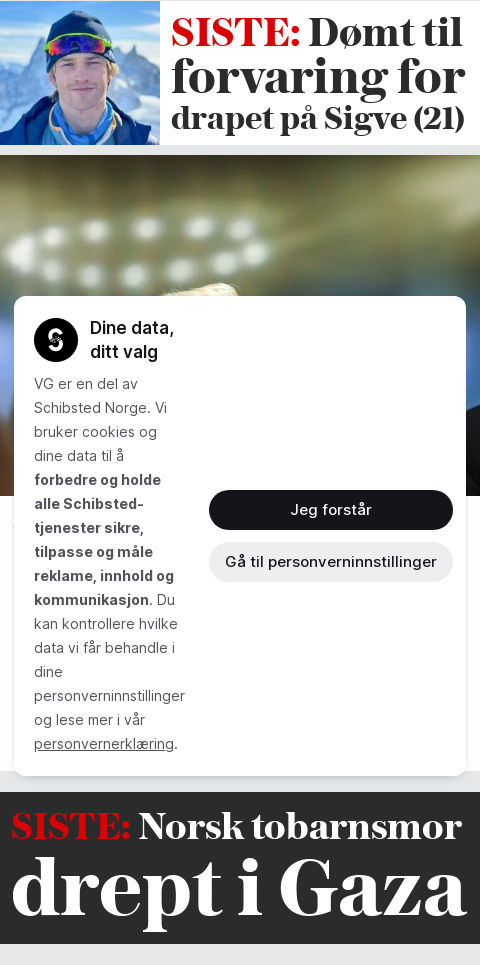 SISTE: Dømt til
forvaring for
drapet på Sigve (21)
Dine data,
ditt valg
VG er en del av
Schibsted Norge. Vi
bruker cookies og
dine data til å
forbedre og holde
alle Schibsted-
tjenester sikre,
tilpasse og måle
reklame, innhold og
kommunikasjon. Du
kan kontrollere hvilke
data vi får behandle i
dine
personverninnstillinger
og lese mer i vår
personvernerklæring.
Jeg forstår
Gå til personverninnstillinger
SISTE: Norsk tobarnsmor
drept i Gaza